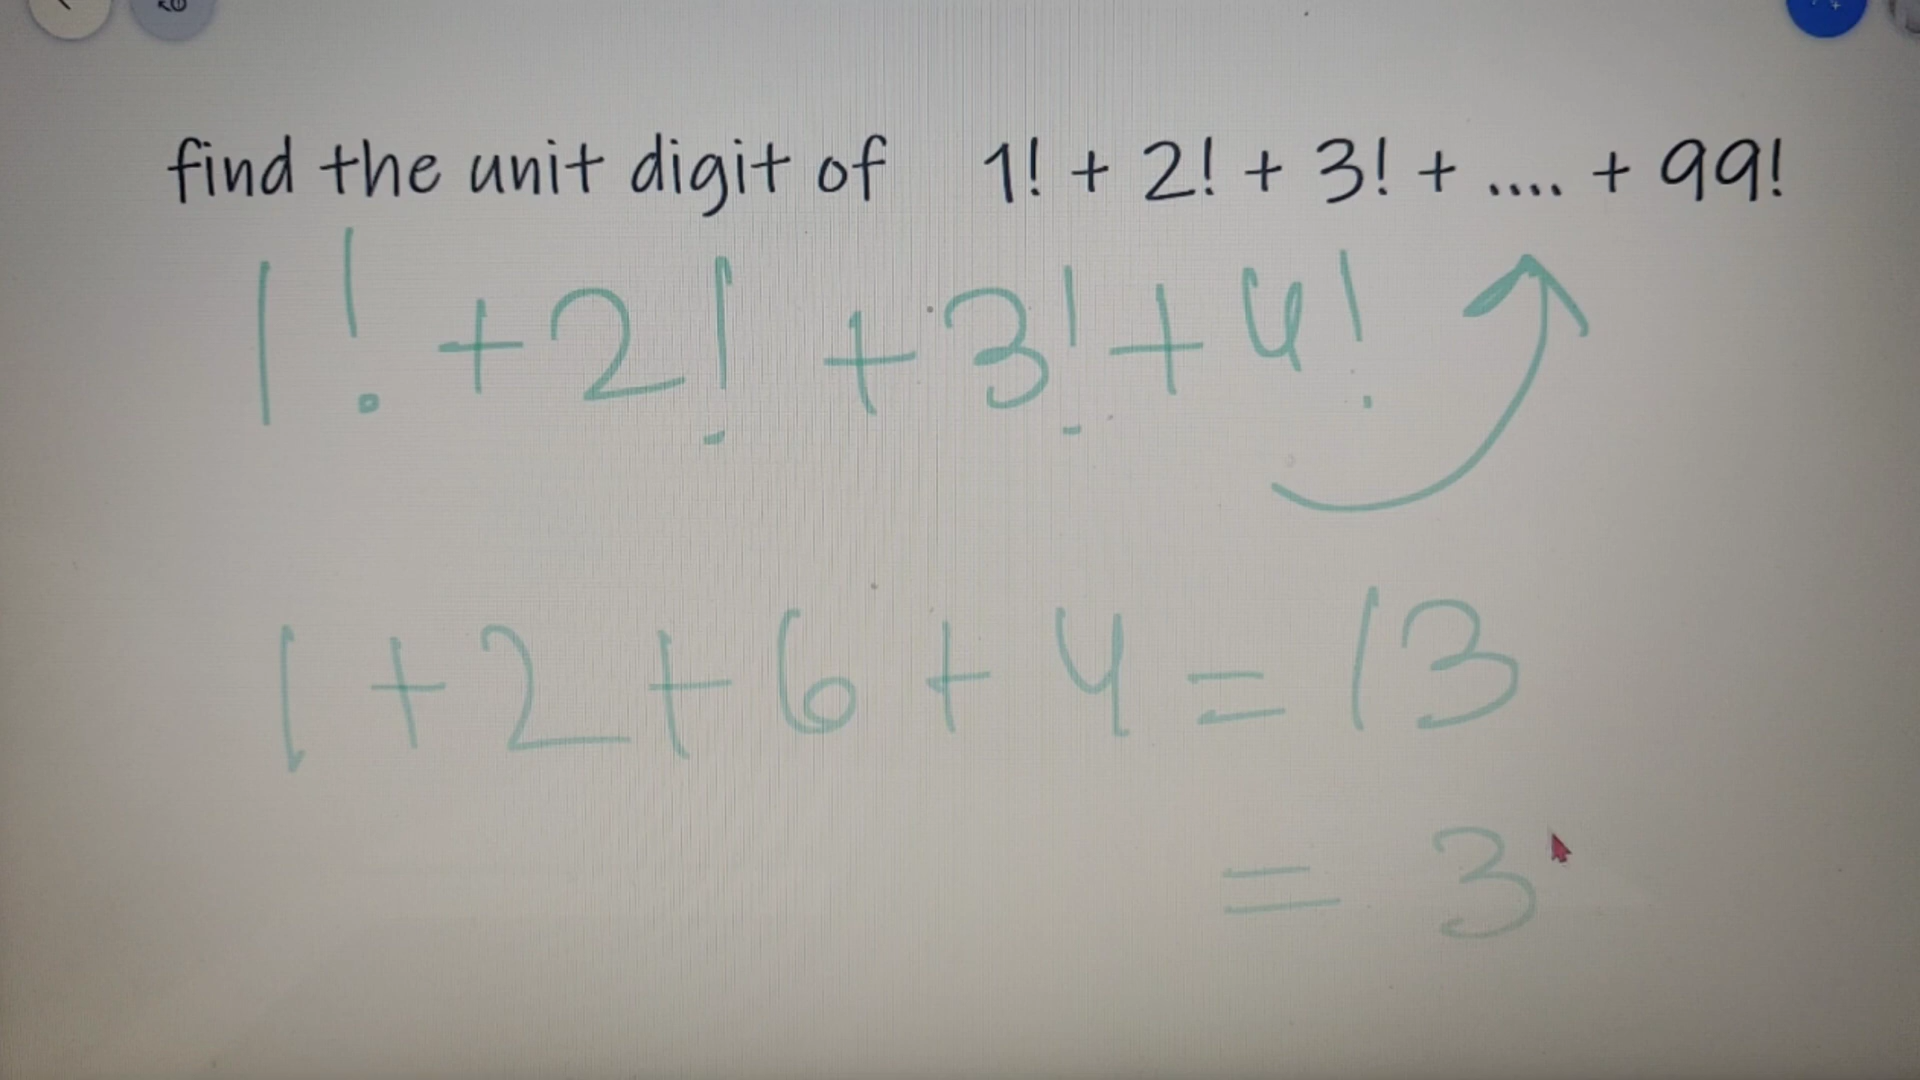 find the unit digit of 1! + 2! + 3! + .... + 99!
1! + 2! + 3! + 4!
1 + 2 + 6 + 4 = 13
= 3